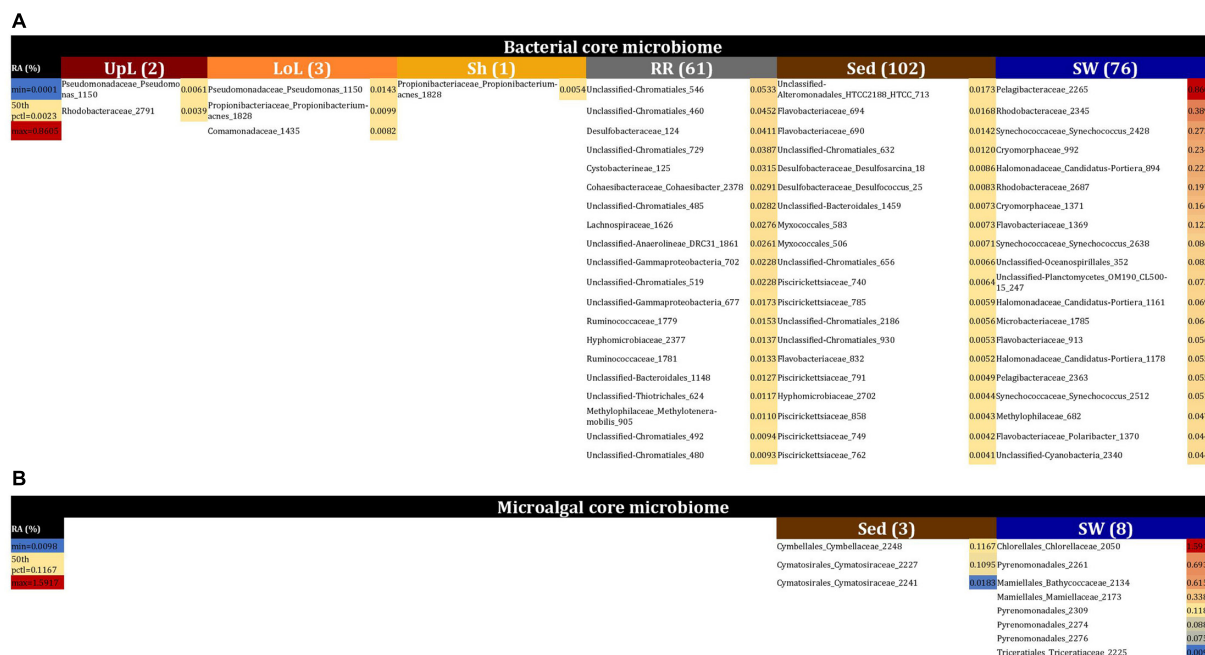 A
Bacterial core microbiome
RA (%) UpL (2) LoL (3) Sh (1) RR (61) Sed (102) SW (76)
min=0.0001 Pseudomonadaceae_Pseudomo 0.0061 Pseudomonadaceae_Pseudomonas_1150 0.0143 Propionibacteriaceae_Propionibacterium- 0.0054 Unclassified-Chromatiales_546 0.0533 Unclassified- 0.0173 Pelagibacteraceae_2265
nas_1150 acnes_1828 Alteromonadales_HTCC2188_HTCC_713
50th Rhodobacteraceae_2791 0.0039 Propionibacteriaceae_Propionibacterium- 0.0099 Unclassified-Chromatiales_460 0.0452 Flavobacteriaceae_694 0.0168 Rhodobacteraceae_2345
pctl=0.0023 acnes_1828
Comamonadaceae_1435 0.0082 Desulfobacteraceae_124 0.0411 Flavobacteriaceae_690 0.0142 Synechococcaceae_Synechococcus_2428
Unclassified-Chromatiales_729 0.0387 Unclassified-Chromatiales_632 0.0120 Cryomorphaceae_992
Cystobacterineae_125 0.0315 Desulfobacteraceae_Desulfosarcina_18 0.0086 Halomonadaceae_Candidatus-Portiera_894
Cohaesibacteraceae_Cohaesibacter_2378 0.0291 Desulfobacteraceae_Desulfococcus_25 0.0083 Rhodobacteraceae_2687
Unclassified-Chromatiales_485 0.0282 Unclassified-Bacteroidales_1459 0.0073 Cryomorphaceae_1371
Lachnospiraceae_1626 0.0276 Myxococcales_583 0.0073 Flavobacteriaceae_1369
Unclassified-Anaerolineae_DRC31_1861 0.0261 Myxococcales_506 0.0071 Synechococcaceae_Synechococcus_2638
Unclassified-Gammaproteobacteria_702 0.0228 Unclassified-Chromatiales_656 0.0066 Unclassified-Oceanospirillales_352
Unclassified-Chromatiales_519 0.0228 Piscirickettsiaceae_740 0.0064 Unclassified-Planctomycetes_OM190_CL500-
15_247
Unclassified-Gammaproteobacteria_677 0.0173 Piscirickettsiaceae_785 0.0059 Halomonadaceae_Candidatus-Portiera_1161
Ruminococcaceae_1779 0.0153 Unclassified-Chromatiales_2186 0.0056 Microbacteriaceae_1785
Hyphomicrobiaceae_2377 0.0137 Unclassified-Chromatiales_930 0.0053 Flavobacteriaceae_913
Ruminococcaceae_1781 0.0133 Flavobacteriaceae_832 0.0052 Halomonadaceae_Candidatus-Portiera_1178
Unclassified-Bacteroidales_1148 0.0127 Piscirickettsiaceae_791 0.0049 Pelagibacteraceae_2363
Unclassified-Thiotrichales_624 0.0117 Hyphomicrobiaceae_2702 0.0044 Synechococcaceae_Synechococcus_2512
Methylophilaceae_Methylotenera- 0.0110 Piscirickettsiaceae_858 0.0043 Methylophilaceae_682
mobilis_905
Unclassified-Chromatiales_492 0.0094 Piscirickettsiaceae_749 0.0042 Flavobacteriaceae_Polaribacter_1370
Unclassified-Chromatiales_480 0.0093 Piscirickettsiaceae_762 0.0041 Unclassified-Cyanobacteria_2340
B
Microalgal core microbiome
RA (%) Sed (3) SW (8)
min=0.0098 Cymbellales_Cymbellaceae_2248 0.1167 Chlorellales_Chlorellaceae_2050
50th Cymatosirales_Cymatosiraceae_2227 0.1095 Pyrenomonadales_2261
pctl=0.1167
max=1.5917 Cymatosirales_Cymatosiraceae_2241 0.0183 Mamiellales_Bathycoccaceae_2134
Mamiellales_Mamiellaceae_2173
Pyrenomonadales_2309
Pyrenomonadales_2274
Pyrenomonadales_2276
Triceratiales_Triceratiaceae_2225